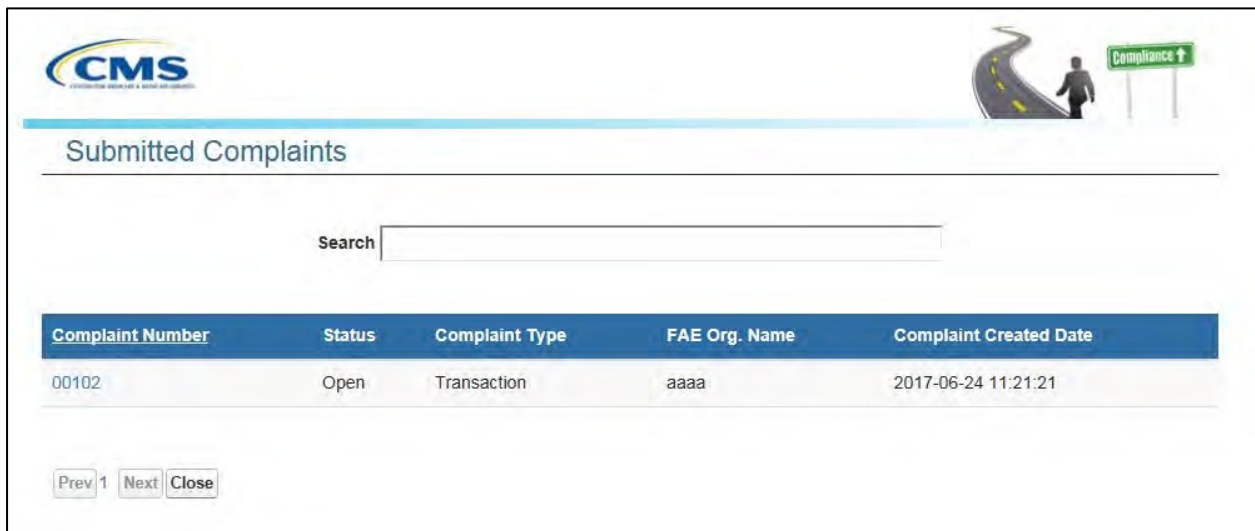 CMS
Compliance
Submitted Complaints
Search
Complaint Number Status Complaint Type FAE Org. Name Complaint Created Date
00102 Open Transaction aaaa 2017-06-24 11:21:21
Prev 1 Next Close